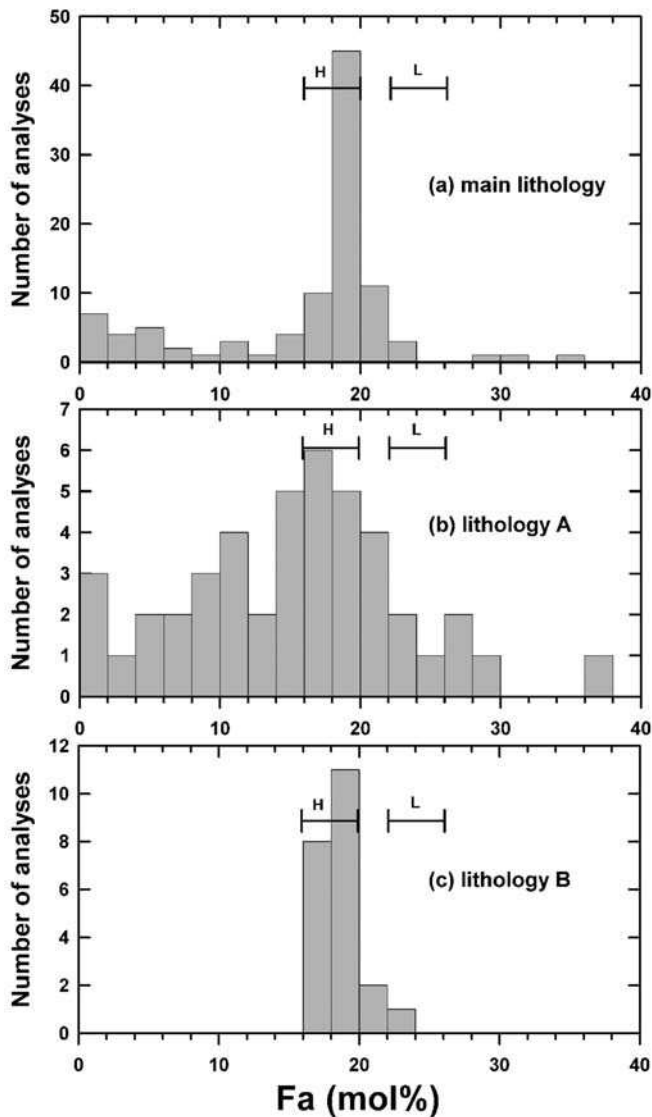 50
40
30
20
10
0
Number of analyses
H
L
(a) main lithology
0 10 20 30 40
7
6
5
4
3
2
1
0
Number of analyses
H
L
(b) lithology A
0 10 20 30 40
12
10
8
6
4
2
0
Number of analyses
H
L
(c) lithology B
0 10 20 30 40
Fa (mol%)